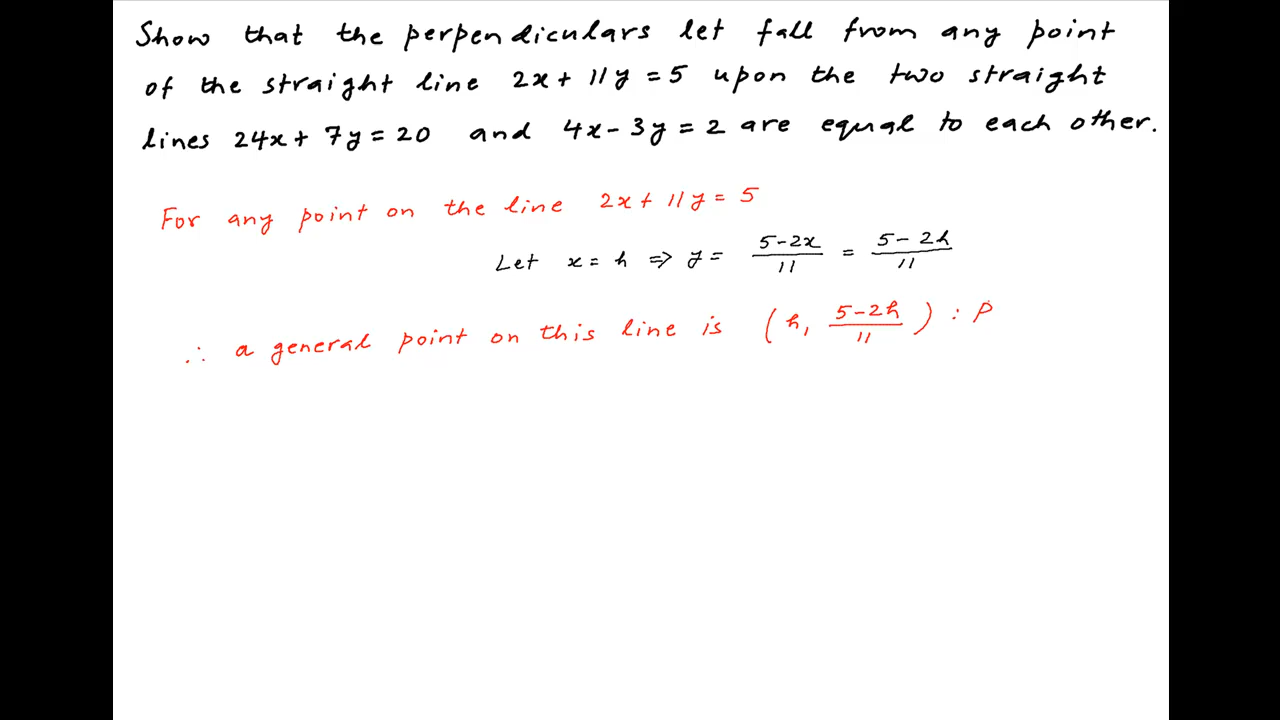 Show that the perpendiculars let fall from any point
of the straight line 2x + 11y = 5 upon the two straight
lines 24x + 7y = 20 and 4x - 3y = 2 are equal to each other.
For any point on the line 2x + 11y = 5
Let x = h ⇒ y = (5-2x)/11 = (5-2h)/11
∴ a general point on this line is (h, (5-2h)/11) : P